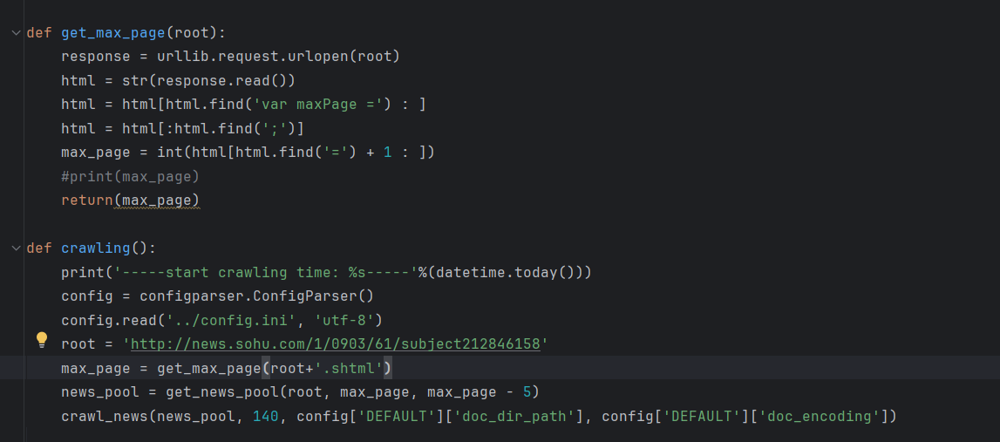 def get_max_page(root):
    response = urllib.request.urlopen(root)
    html = str(response.read())
    html = html[html.find('var maxPage =') : ]
    html = html[:html.find(';')]
    max_page = int(html[html.find('=') + 1 : ])
    #print(max_page)
    return(max_page)
def crawling():
    print('-----start crawling time: %s-----'%(datetime.today()))
    config = configparser.ConfigParser()
    config.read('../config.ini', 'utf-8')
    root = 'http://news.sohu.com/1/0903/61/subject212846158'
    max_page = get_max_page(root+'.shtml')
    news_pool = get_news_pool(root, max_page, max_page - 5)
    crawl_news(news_pool, 140, config['DEFAULT']['doc_dir_path'], config['DEFAULT']['doc_encoding'])